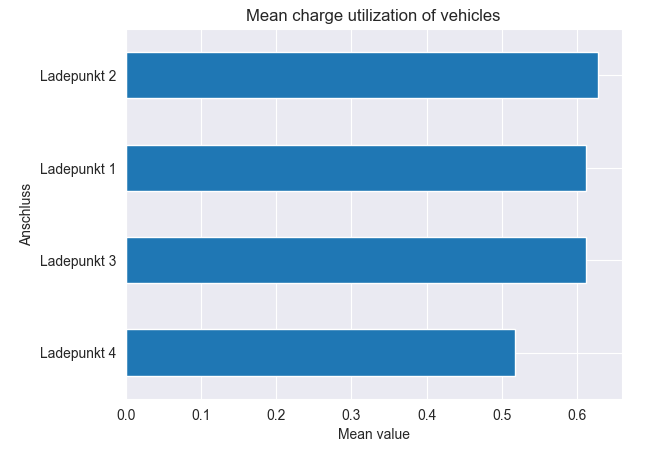 Mean charge utilization of vehicles
Ladepunkt 2
Ladepunkt 1
Ladepunkt 3
Ladepunkt 4
Anschluss
0.0 0.1 0.2 0.3 0.4 0.5 0.6
Mean value